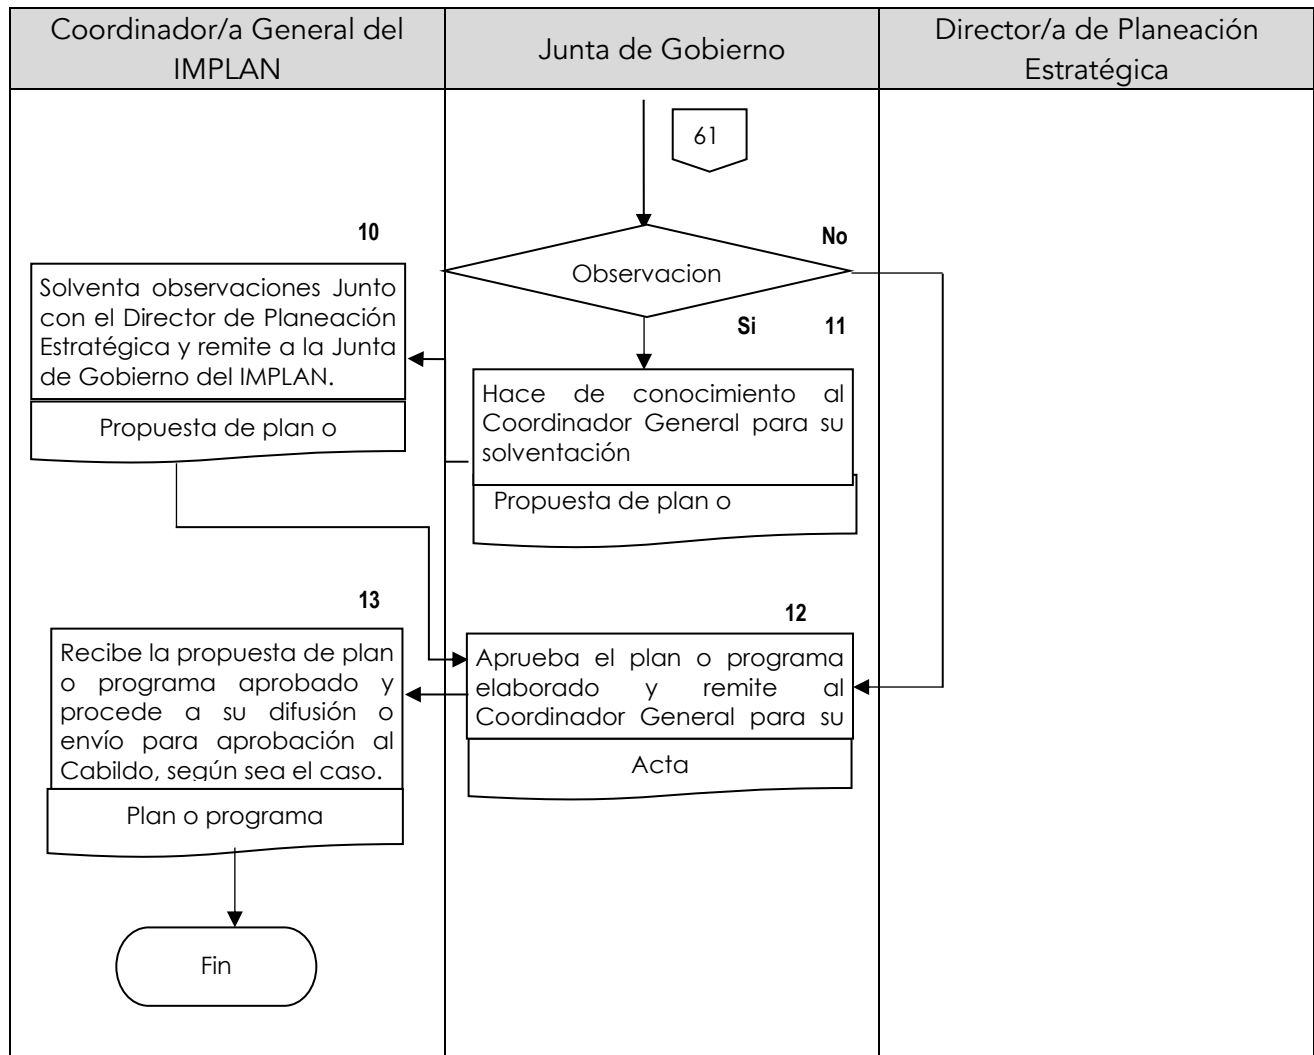 Coordinador/a General del
IMPLAN
Junta de Gobierno
Director/a de Planeación
Estratégica
61
10
No
Observacion
Solventa observaciones Junto
con el Director de Planeación
Estratégica y remite a la Junta
de Gobierno del IMPLAN.
Propuesta de plan o
Si 11
Hace de conocimiento al
Coordinador General para su
solventación
Propuesta de plan o
13
12
Recibe la propuesta de plan
o programa aprobado y
procede a su difusión o
envío para aprobación al
Cabildo, según sea el caso.
Plan o programa
Aprueba el plan o programa
elaborado y remite al
Coordinador General para su
Acta
Fin